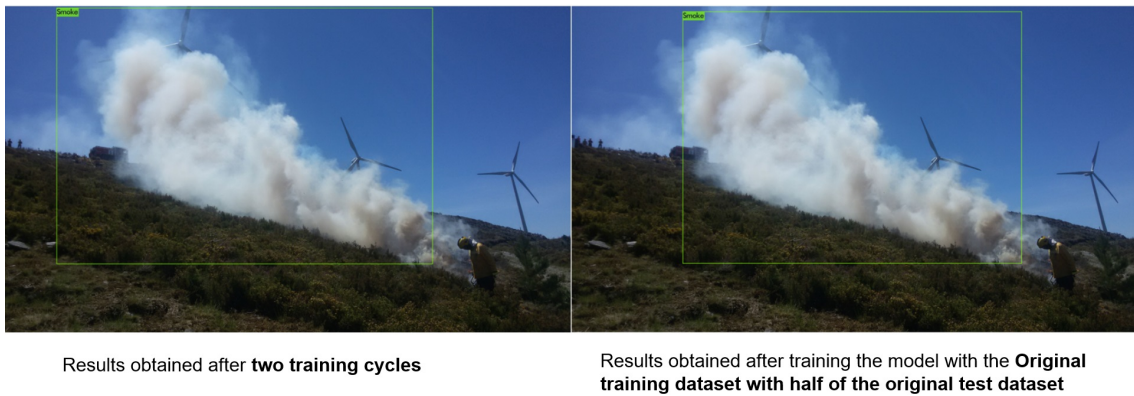 Smoke
Smoke
Results obtained after two training cycles
Results obtained after training the model with the Original
training dataset with half of the original test dataset